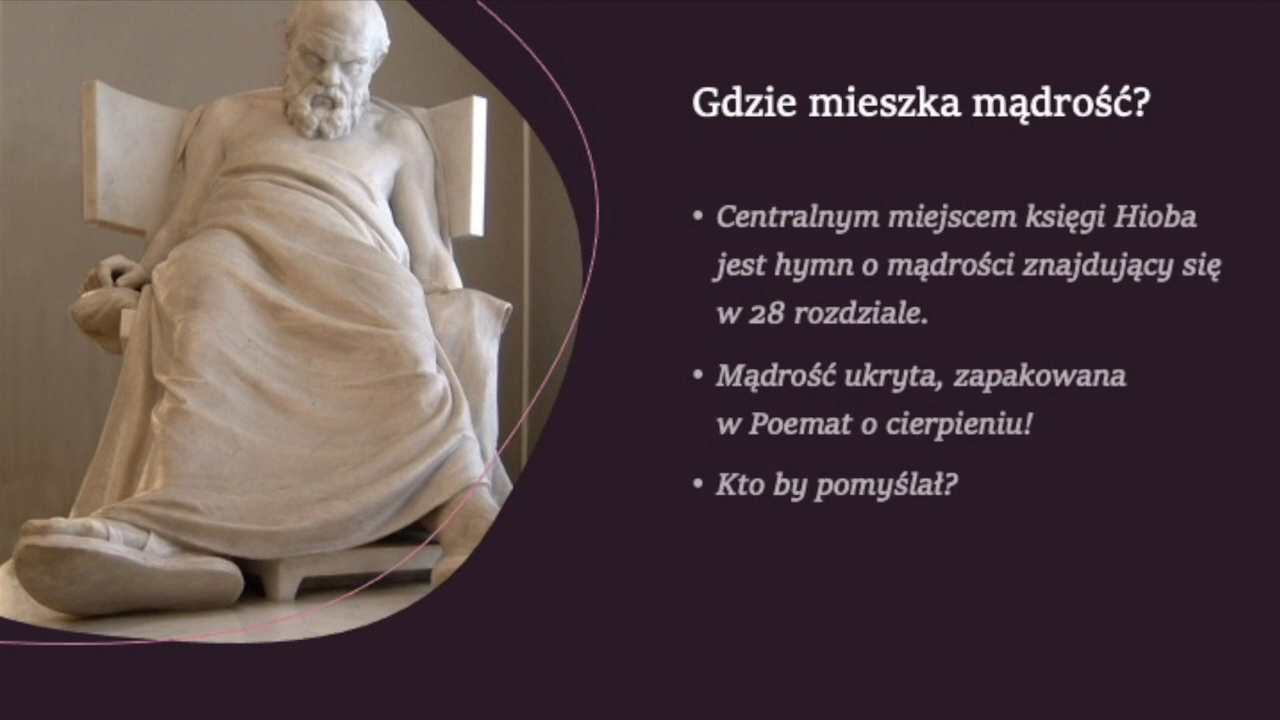 Gdzie mieszka mądrość?
• Centralnym miejscem księgi Hioba
jest hymn o mądrości znajdujący się
w 28 rozdziale.
• Mądrość ukryta, zapakowana
w Poemat o cierpieniu!
• Kto by pomyślał?